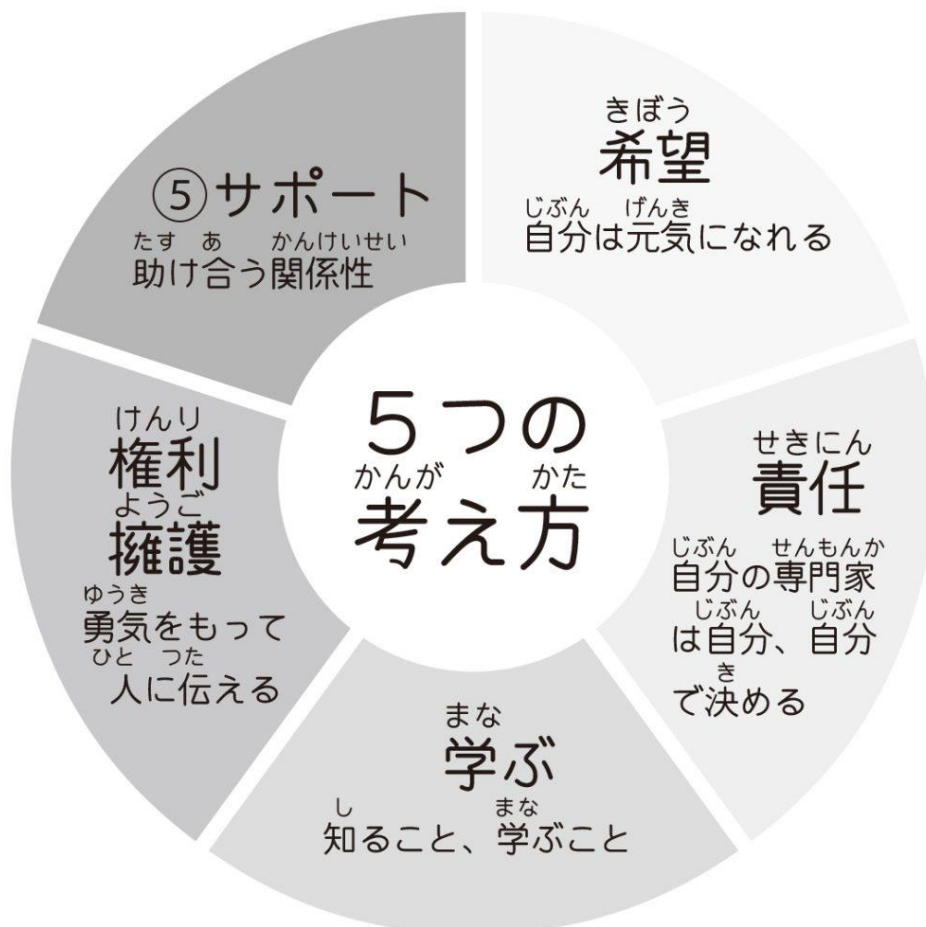 5つの
かんが かた
考え方
きぼう
希望
じぶん げんき
自分は元気になれる
せきにん
責任
じぶん せんもんか
自分の専門家
じぶん じぶん
は自分、自分
き
で決める
まな
学ぶ
し まな
知ること、学ぶこと
けんり
権利
ようご
擁護
ゆうき
勇気をもって
ひと つた
人に伝える
⑤サポート
たす あ かんけいせい
助け合う関係性